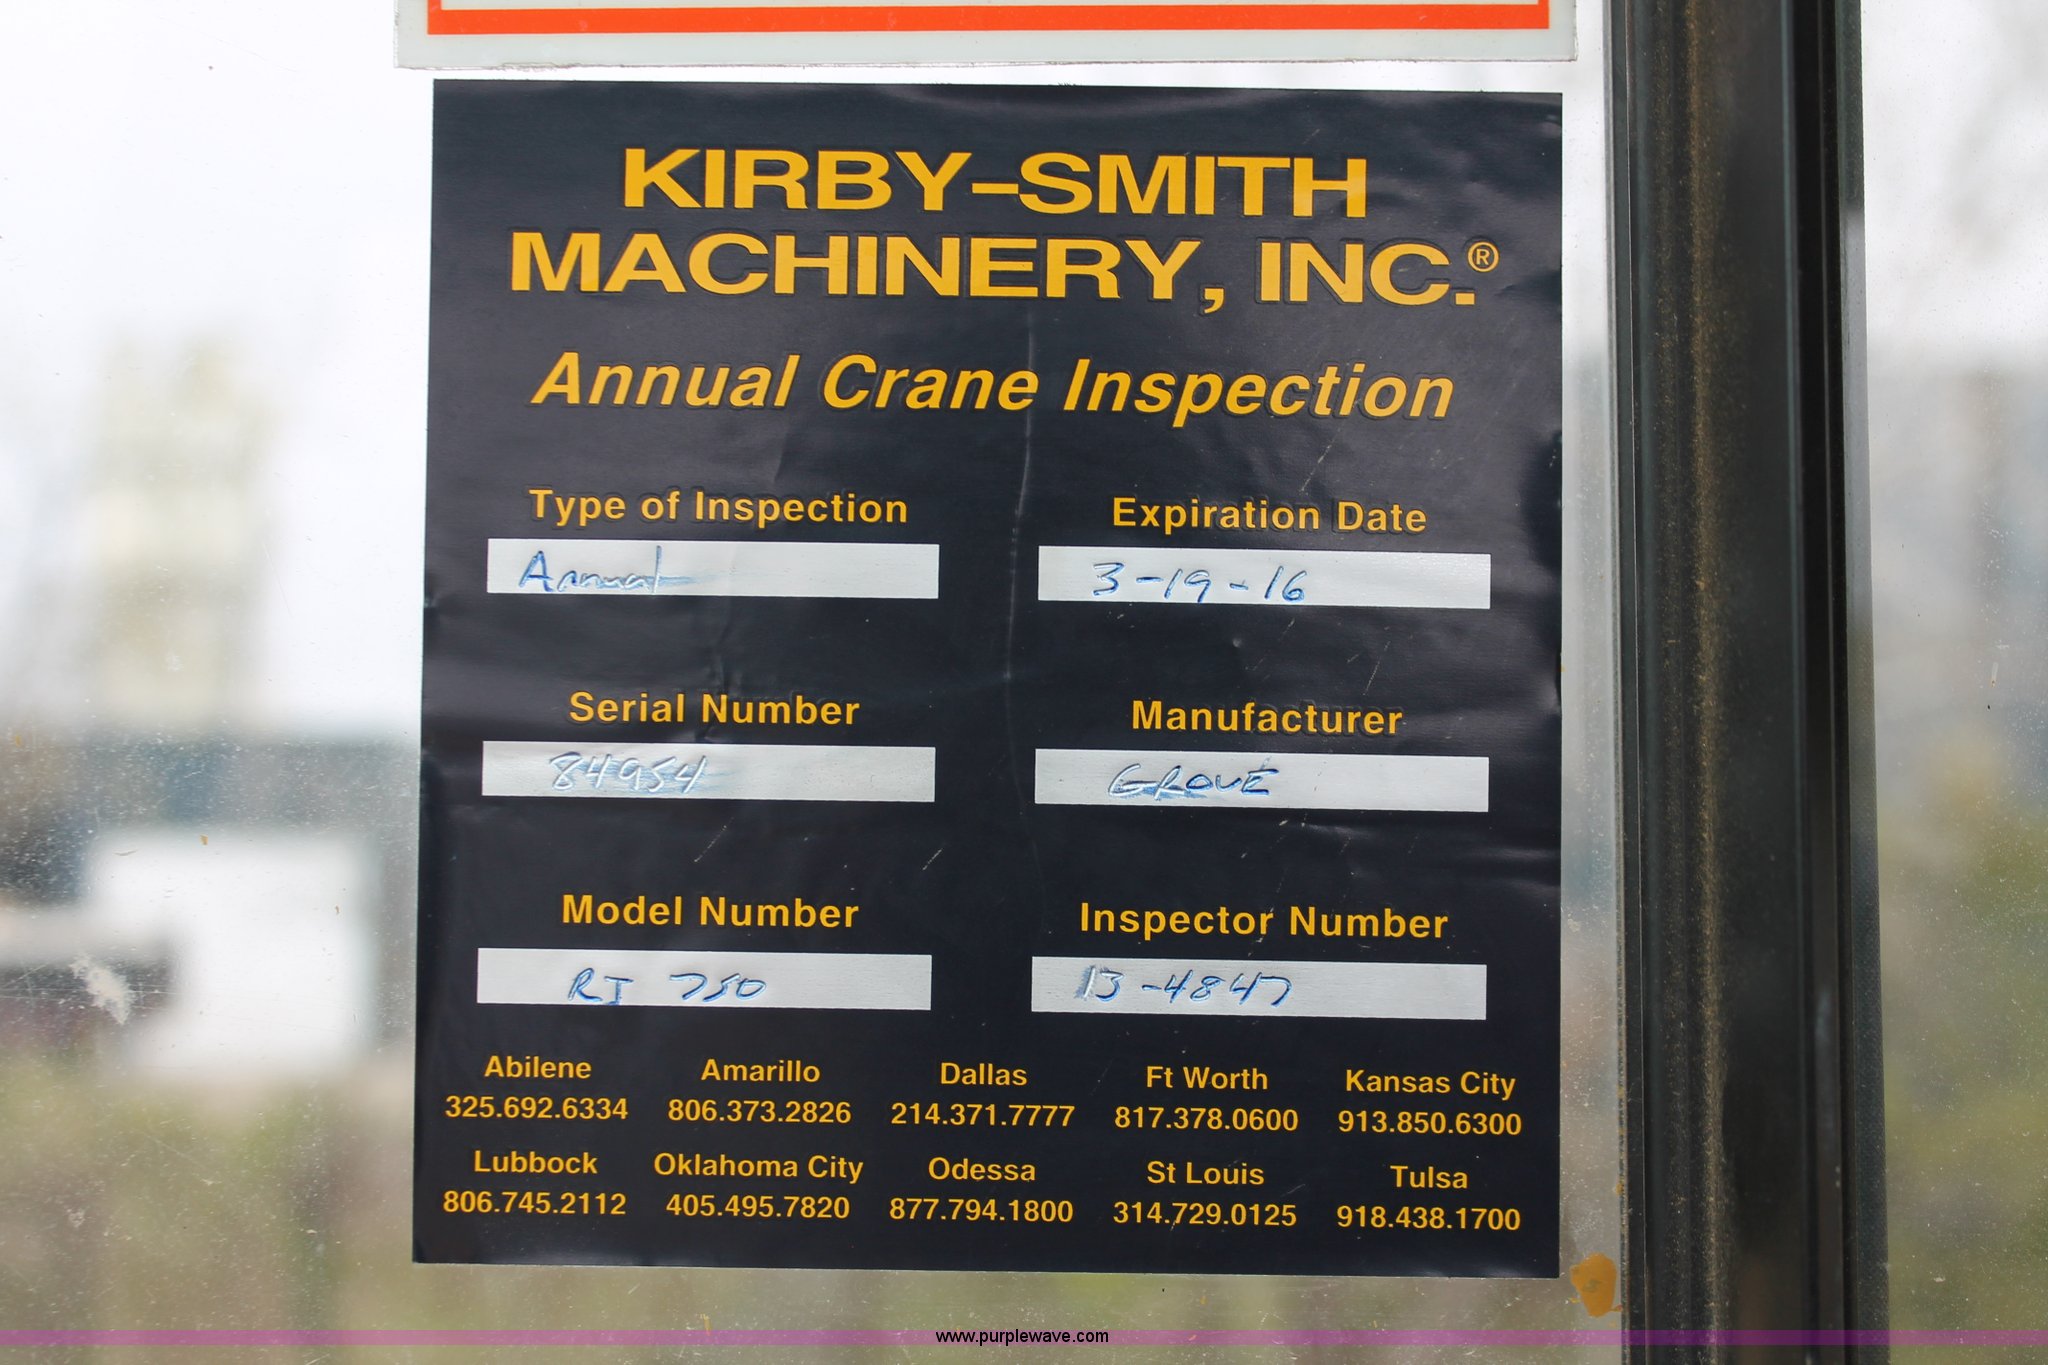 KIRBY-SMITH
MACHINERY, INC.®
Annual Crane Inspection
Type of Inspection
Annual
Expiration Date
3-19-16
Serial Number
84954
Manufacturer
GROVE
Model Number
RT 750
Inspector Number
13-4847
Abilene Amarillo Dallas Ft Worth Kansas City
325.692.6334 806.373.2826 214.371.7777 817.378.0600 913.850.6300
Lubbock Oklahoma City Odessa St Louis Tulsa
806.745.2112 405.495.7820 877.794.1800 314.729.0125 918.438.1700
www.purplewave.com